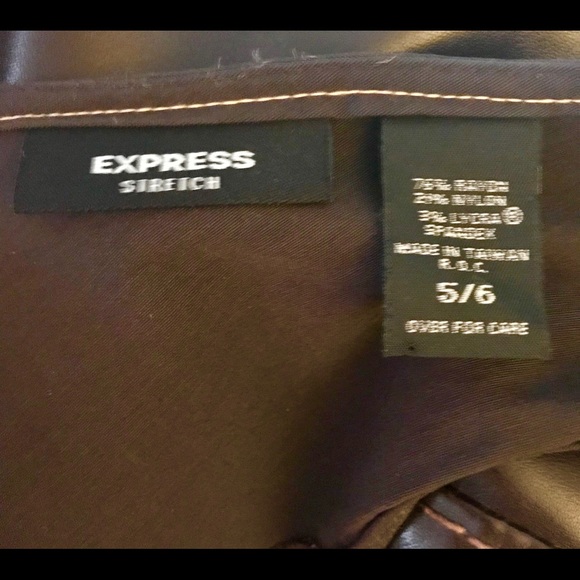 EXPRESS
STRETCH
76% RAYON
21% NYLON
3% LYCRA®
SPANDEX
MADE IN TAIWAN
R.O.C.
5/6
OVER FOR CARE